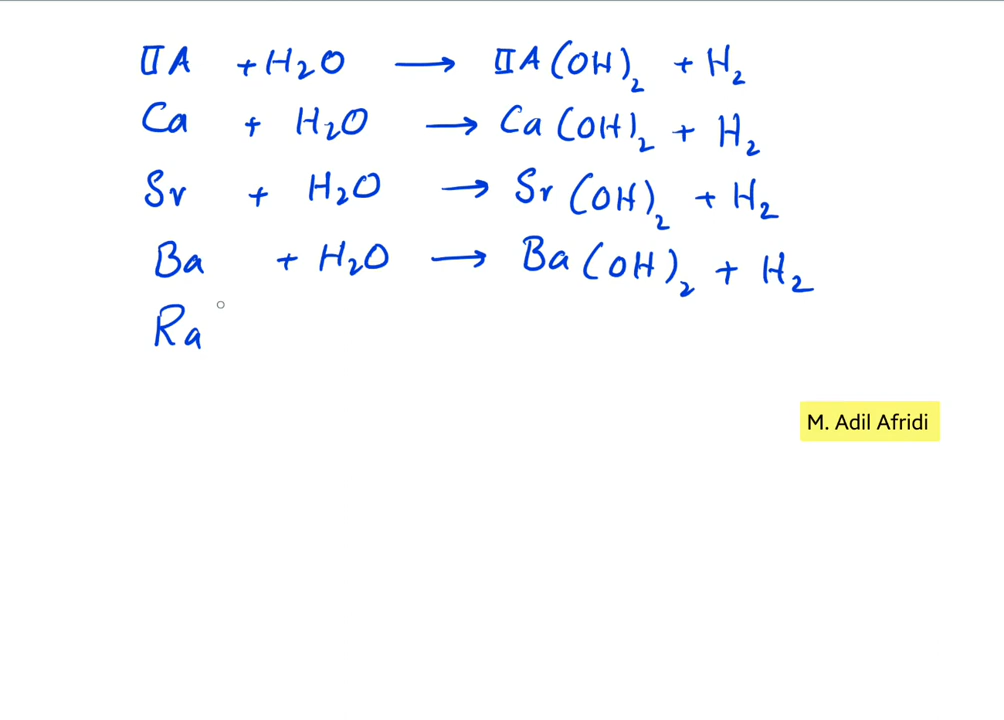 IIA + H₂O → IIA(OH)₂ + H₂
Ca + H₂O → Ca(OH)₂ + H₂
Sr + H₂O → Sr(OH)₂ + H₂
Ba + H₂O → Ba(OH)₂ + H₂
Ra
M. Adil Afridi